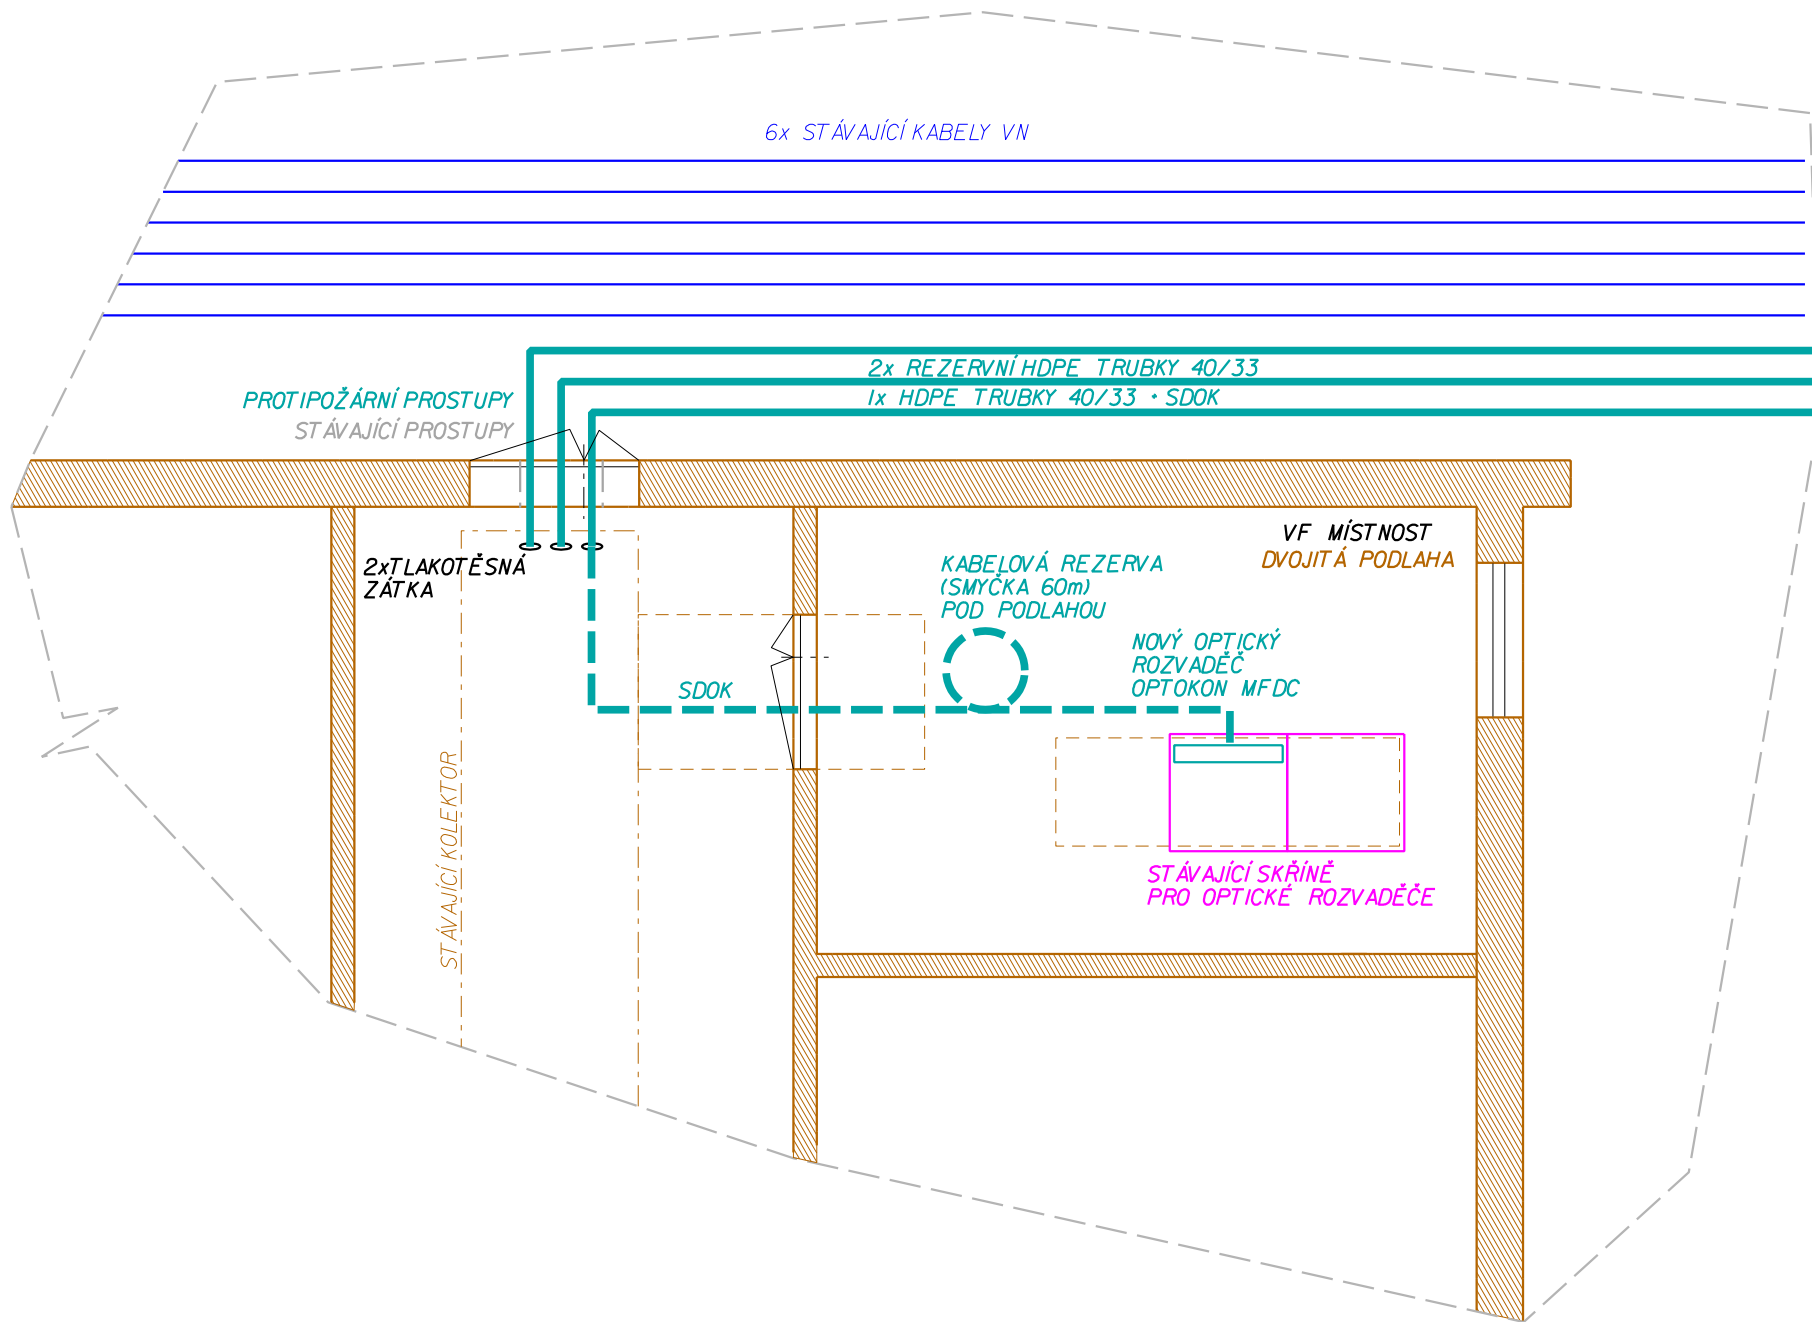 6x STÁVAJÍCÍ KABELY VN
2x REZERVNÍ HDPE TRUBKY 40/33
1x HDPE TRUBKY 40/33 + SDOK
PROTIPOŽÁRNÍ PROSTUPY
STÁVAJÍCÍ PROSTUPY
2xTLAKOTĚSNÁ
ZÁTKA
VF MÍSTNOST
DVOJITÁ PODLAHA
KABELOVÁ REZERVA
(SMYČKA 60m)
POD PODLAHOU
NOVÝ OPTICKÝ
ROZVADĚČ
OPTOKON MFDC
SDOK
STÁVAJÍCÍ KOLEKTOR
STÁVAJÍCÍ SKŘÍNĚ
PRO OPTICKÉ ROZVADĚČE